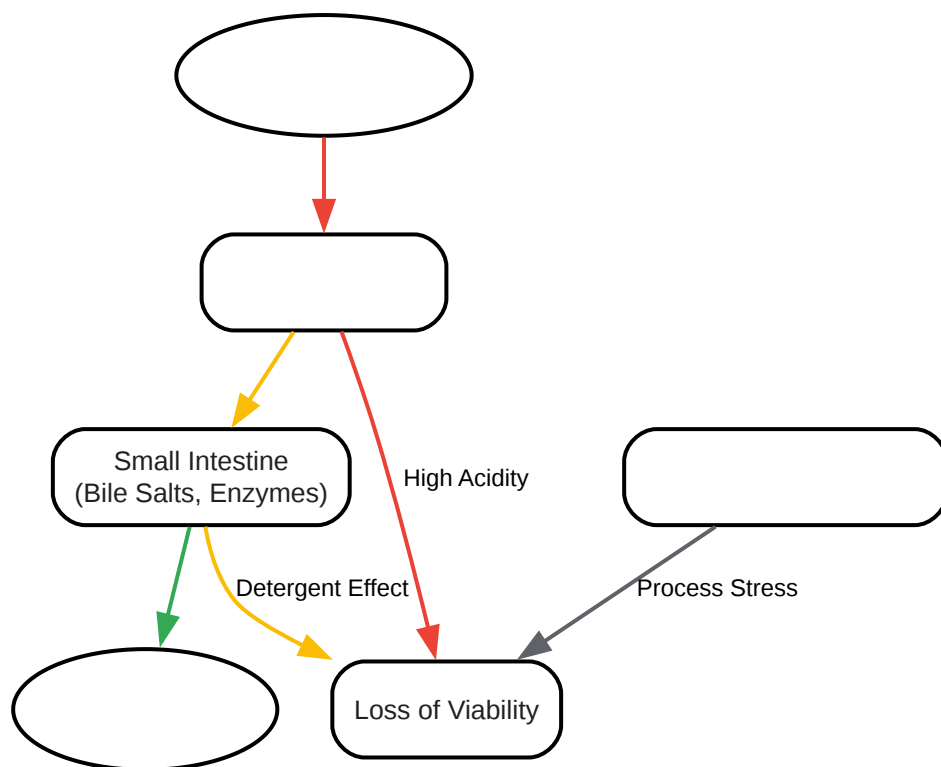 Small Intestine
(Bile Salts, Enzymes)
High Acidity
Detergent Effect
Process Stress
Loss of Viability